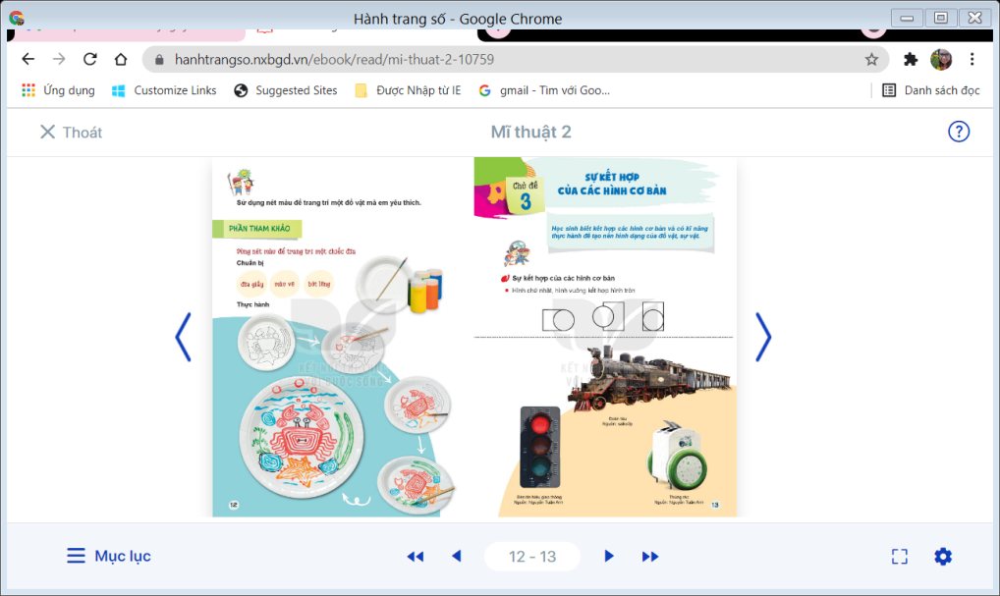 Hành trang số - Google Chrome
hanhtrangso.nxbgd.vn/ebook/read/mi-thuat-2-10759
Ứng dụng
Customize Links
Suggested Sites
Được Nhập từ IE
gmail - Tìm với Goo...
Danh sách đọc
Thoát
Mĩ thuật 2
Sử dụng nét màu để trang trí một đồ vật mà em yêu thích.
PHẦN THAM KHẢO
Dùng nét màu để trang trí một chiếc đĩa
Chuẩn bị
đĩa giấy
màu vẽ
bút lông
Thực hành
12
Chủ đề
3
SỰ KẾT HỢP
CỦA CÁC HÌNH CƠ BẢN
Học sinh biết kết hợp các hình cơ bản và có kĩ năng
thực hành để tạo nên hình dạng của đồ vật, sự vật.
Sự kết hợp của các hình cơ bản
Hình chữ nhật, hình vuông kết hợp hình tròn
KẾT NỐI TRI THỨC
VỚI CUỘC SỐNG
Đoàn tàu
Đèn tín hiệu giao thông
Nguồn: Nguyễn Tuấn Anh
Thùng rác
Nguồn: Nguyễn Tuấn Anh
13
Mục lục
12 - 13